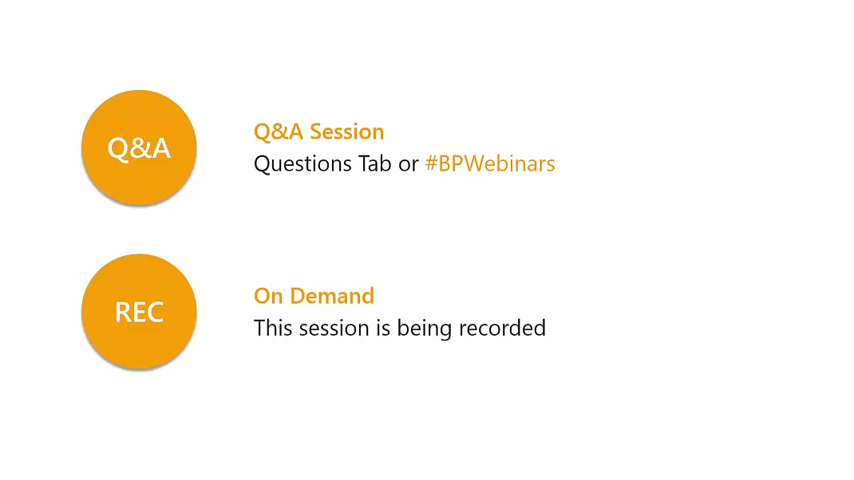 Q&A
Q&A Session
Questions Tab or #BPWebinars
REC
On Demand
This session is being recorded